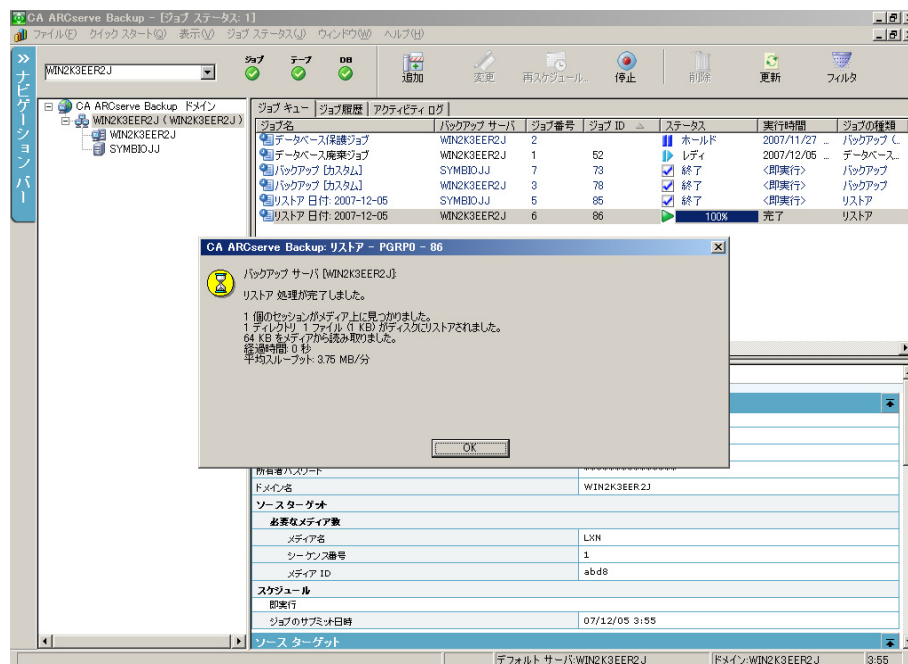 CA ARCserve Backup - [ジョブ ステータス: 1]
ファイル(F) クイック スタート(Q) 表示(V) ジョブ ステータス(J) ウィンドウ(W) ヘルプ(H)
WIN2K3EER2J
ジョブ テープ DB
追加 変更 再スケジュール... 停止 削除 更新 フィルタ
ナビゲーション バー
CA ARCserve Backup ドメイン
WIN2K3EER2J ( WIN2K3EER2J )
WIN2K3EER2J
SYMBIOJJ
ジョブ キュー ジョブ履歴 アクティビティ ログ
ジョブ名 バックアップ サーバ ジョブ番号 ジョブ ID ステータス 実行時間 ジョブの種類
データベース保護ジョブ WIN2K3EER2J 2 ホールド 2007/11/27 ... バックアップ (...
データベース廃棄ジョブ WIN2K3EER2J 1 52 レディ 2007/12/05 ... データベース...
バックアップ [カスタム] SYMBIOJJ 7 73 終了 <即実行> バックアップ
バックアップ [カスタム] WIN2K3EER2J 3 78 終了 <即実行> バックアップ
リストア 日付: 2007-12-05 SYMBIOJJ 5 85 終了 <即実行> リストア
リストア 日付: 2007-12-05 WIN2K3EER2J 6 86 100% 完了 リストア
CA ARCserve Backup: リストア - PGRP0 - 86
バックアップ サーバ [WIN2K3EER2J]:
リストア 処理が完了しました。
1 個のセッションがメディア上に見つかりました。
1 ディレクトリ 1 ファイル (1 KB) がディスクにリストアされました。
64 KB をメディアから読み取りました。
経過時間: 0 秒
平均スループット: 3.75 MB/分
OK
所有者パスワード ****************
ドメイン名 WIN2K3EER2J
ソース ターゲット
必要なメディア数
メディア名 LXN
シーケンス番号 1
メディア ID abd8
スケジュール
即実行
ジョブのサブミット日時 07/12/05 3:55
ソース ターゲット
デフォルト サーバ:WIN2K3EER2J ドメイン:WIN2K3EER2J 3:55